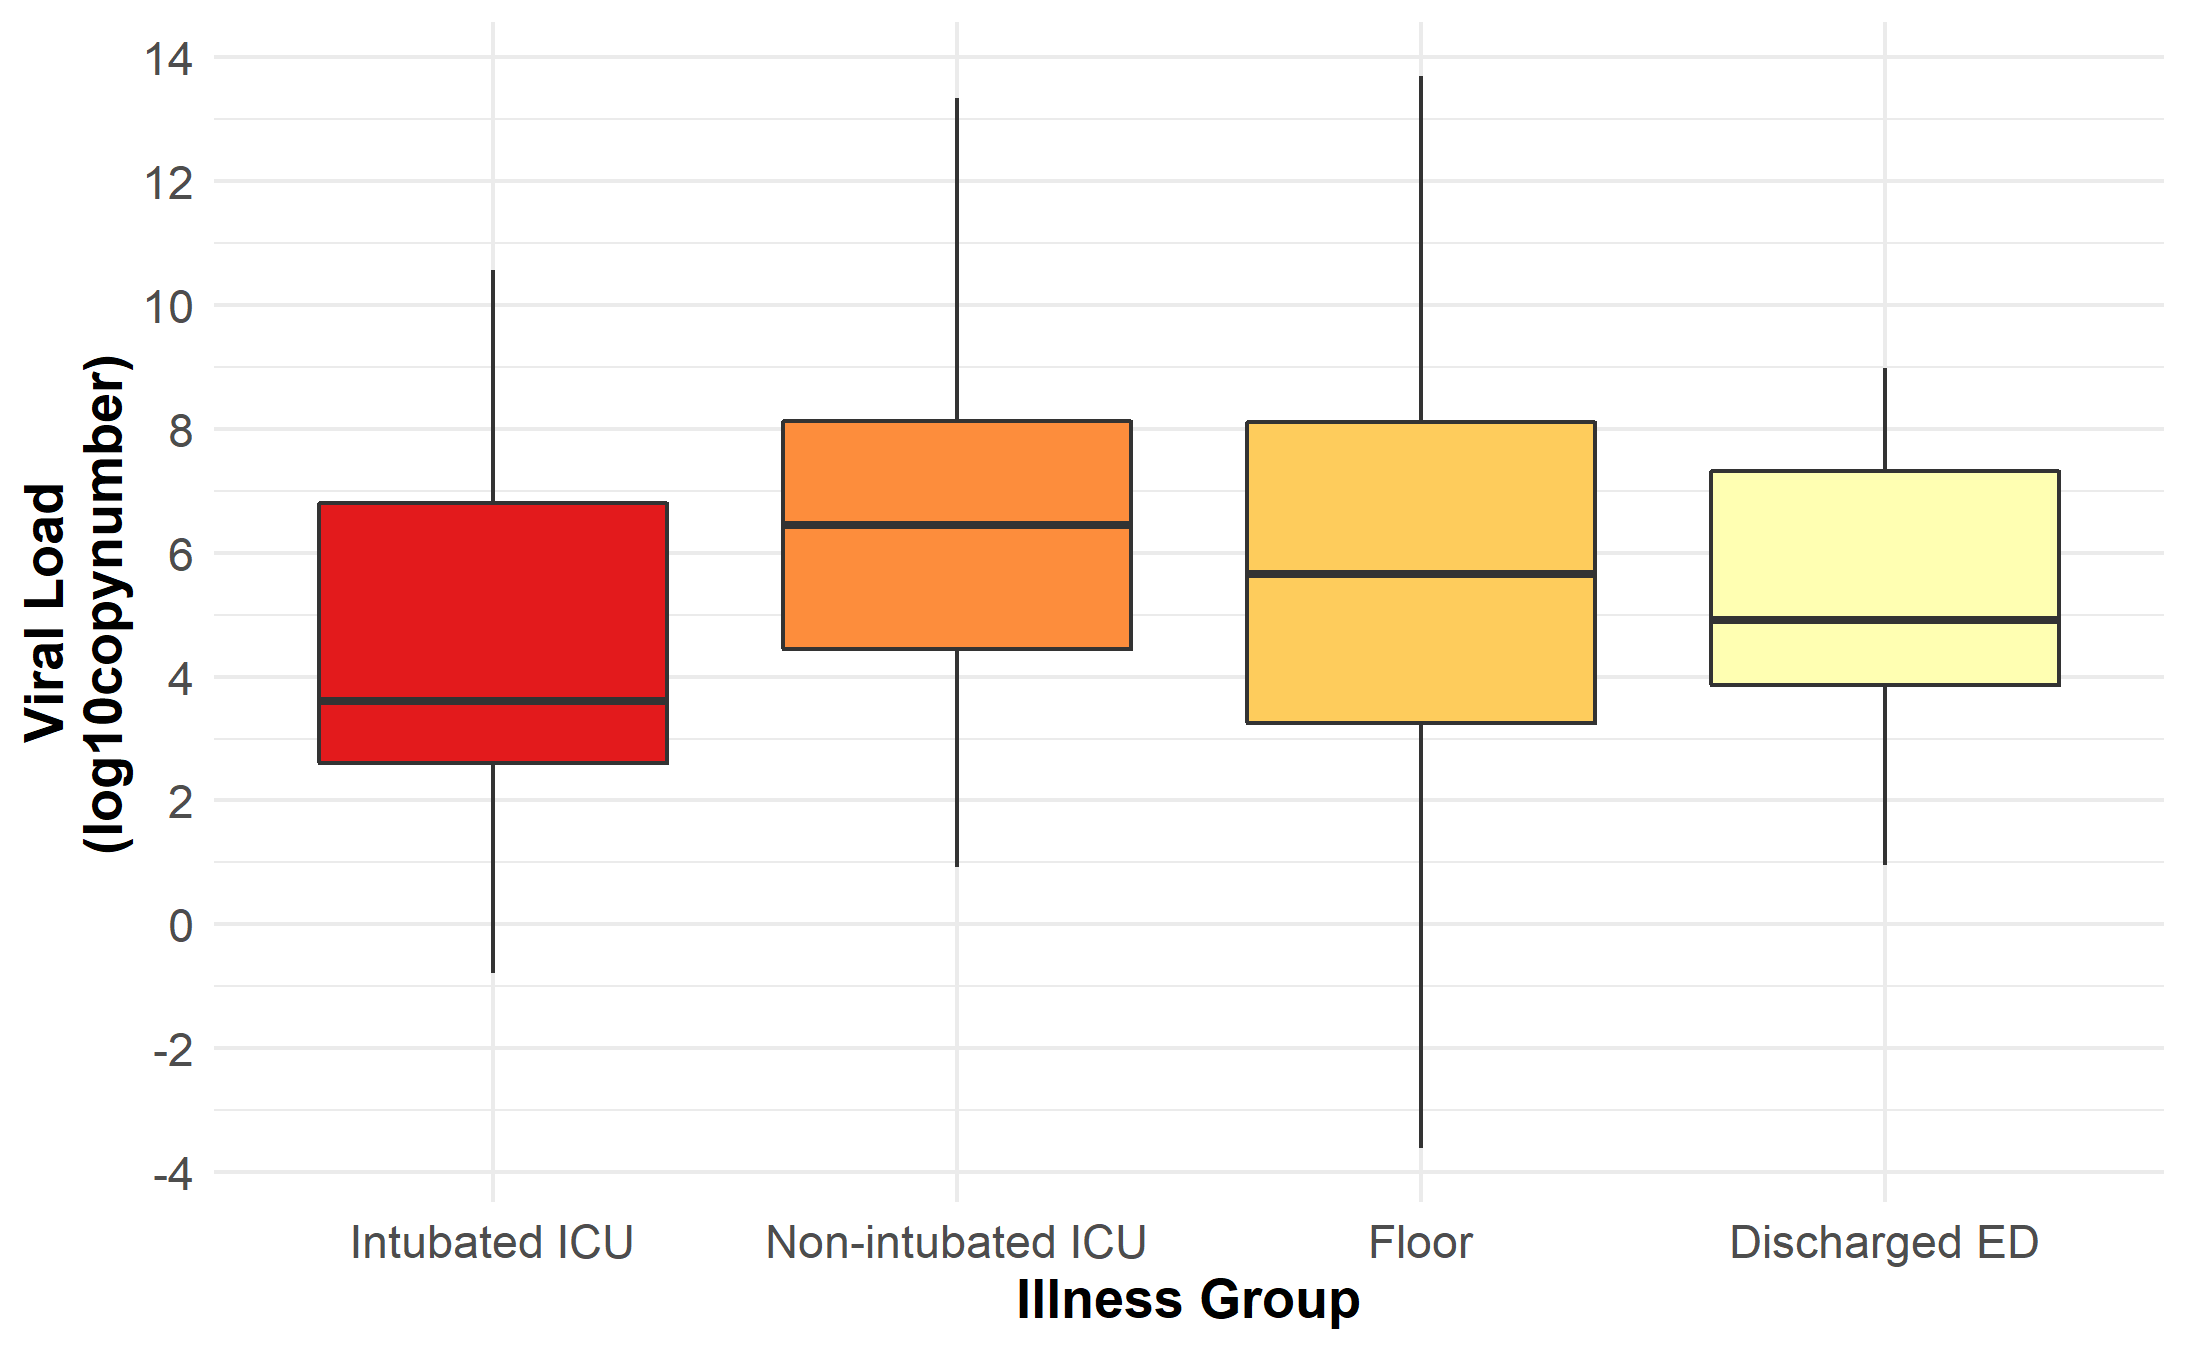 Viral Load
(log10copynumber)
14
12
10
8
6
4
2
0
-2
-4
Intubated ICU
Non-intubated ICU
Floor
Discharged ED
Illness Group